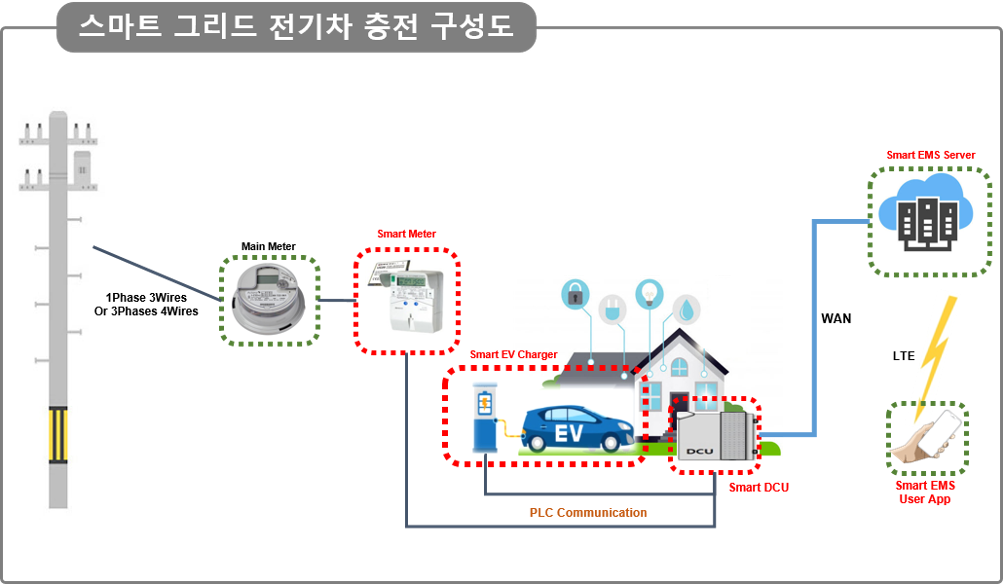 스마트 그리드 전기차 충전 구성도
Smart EMS Server
Smart Meter
Main Meter
1Phase 3Wires
Or 3Phases 4Wires
WAN
LTE
Smart EV Charger
EV
DCU
Smart DCU
Smart EMS
User App
PLC Communication